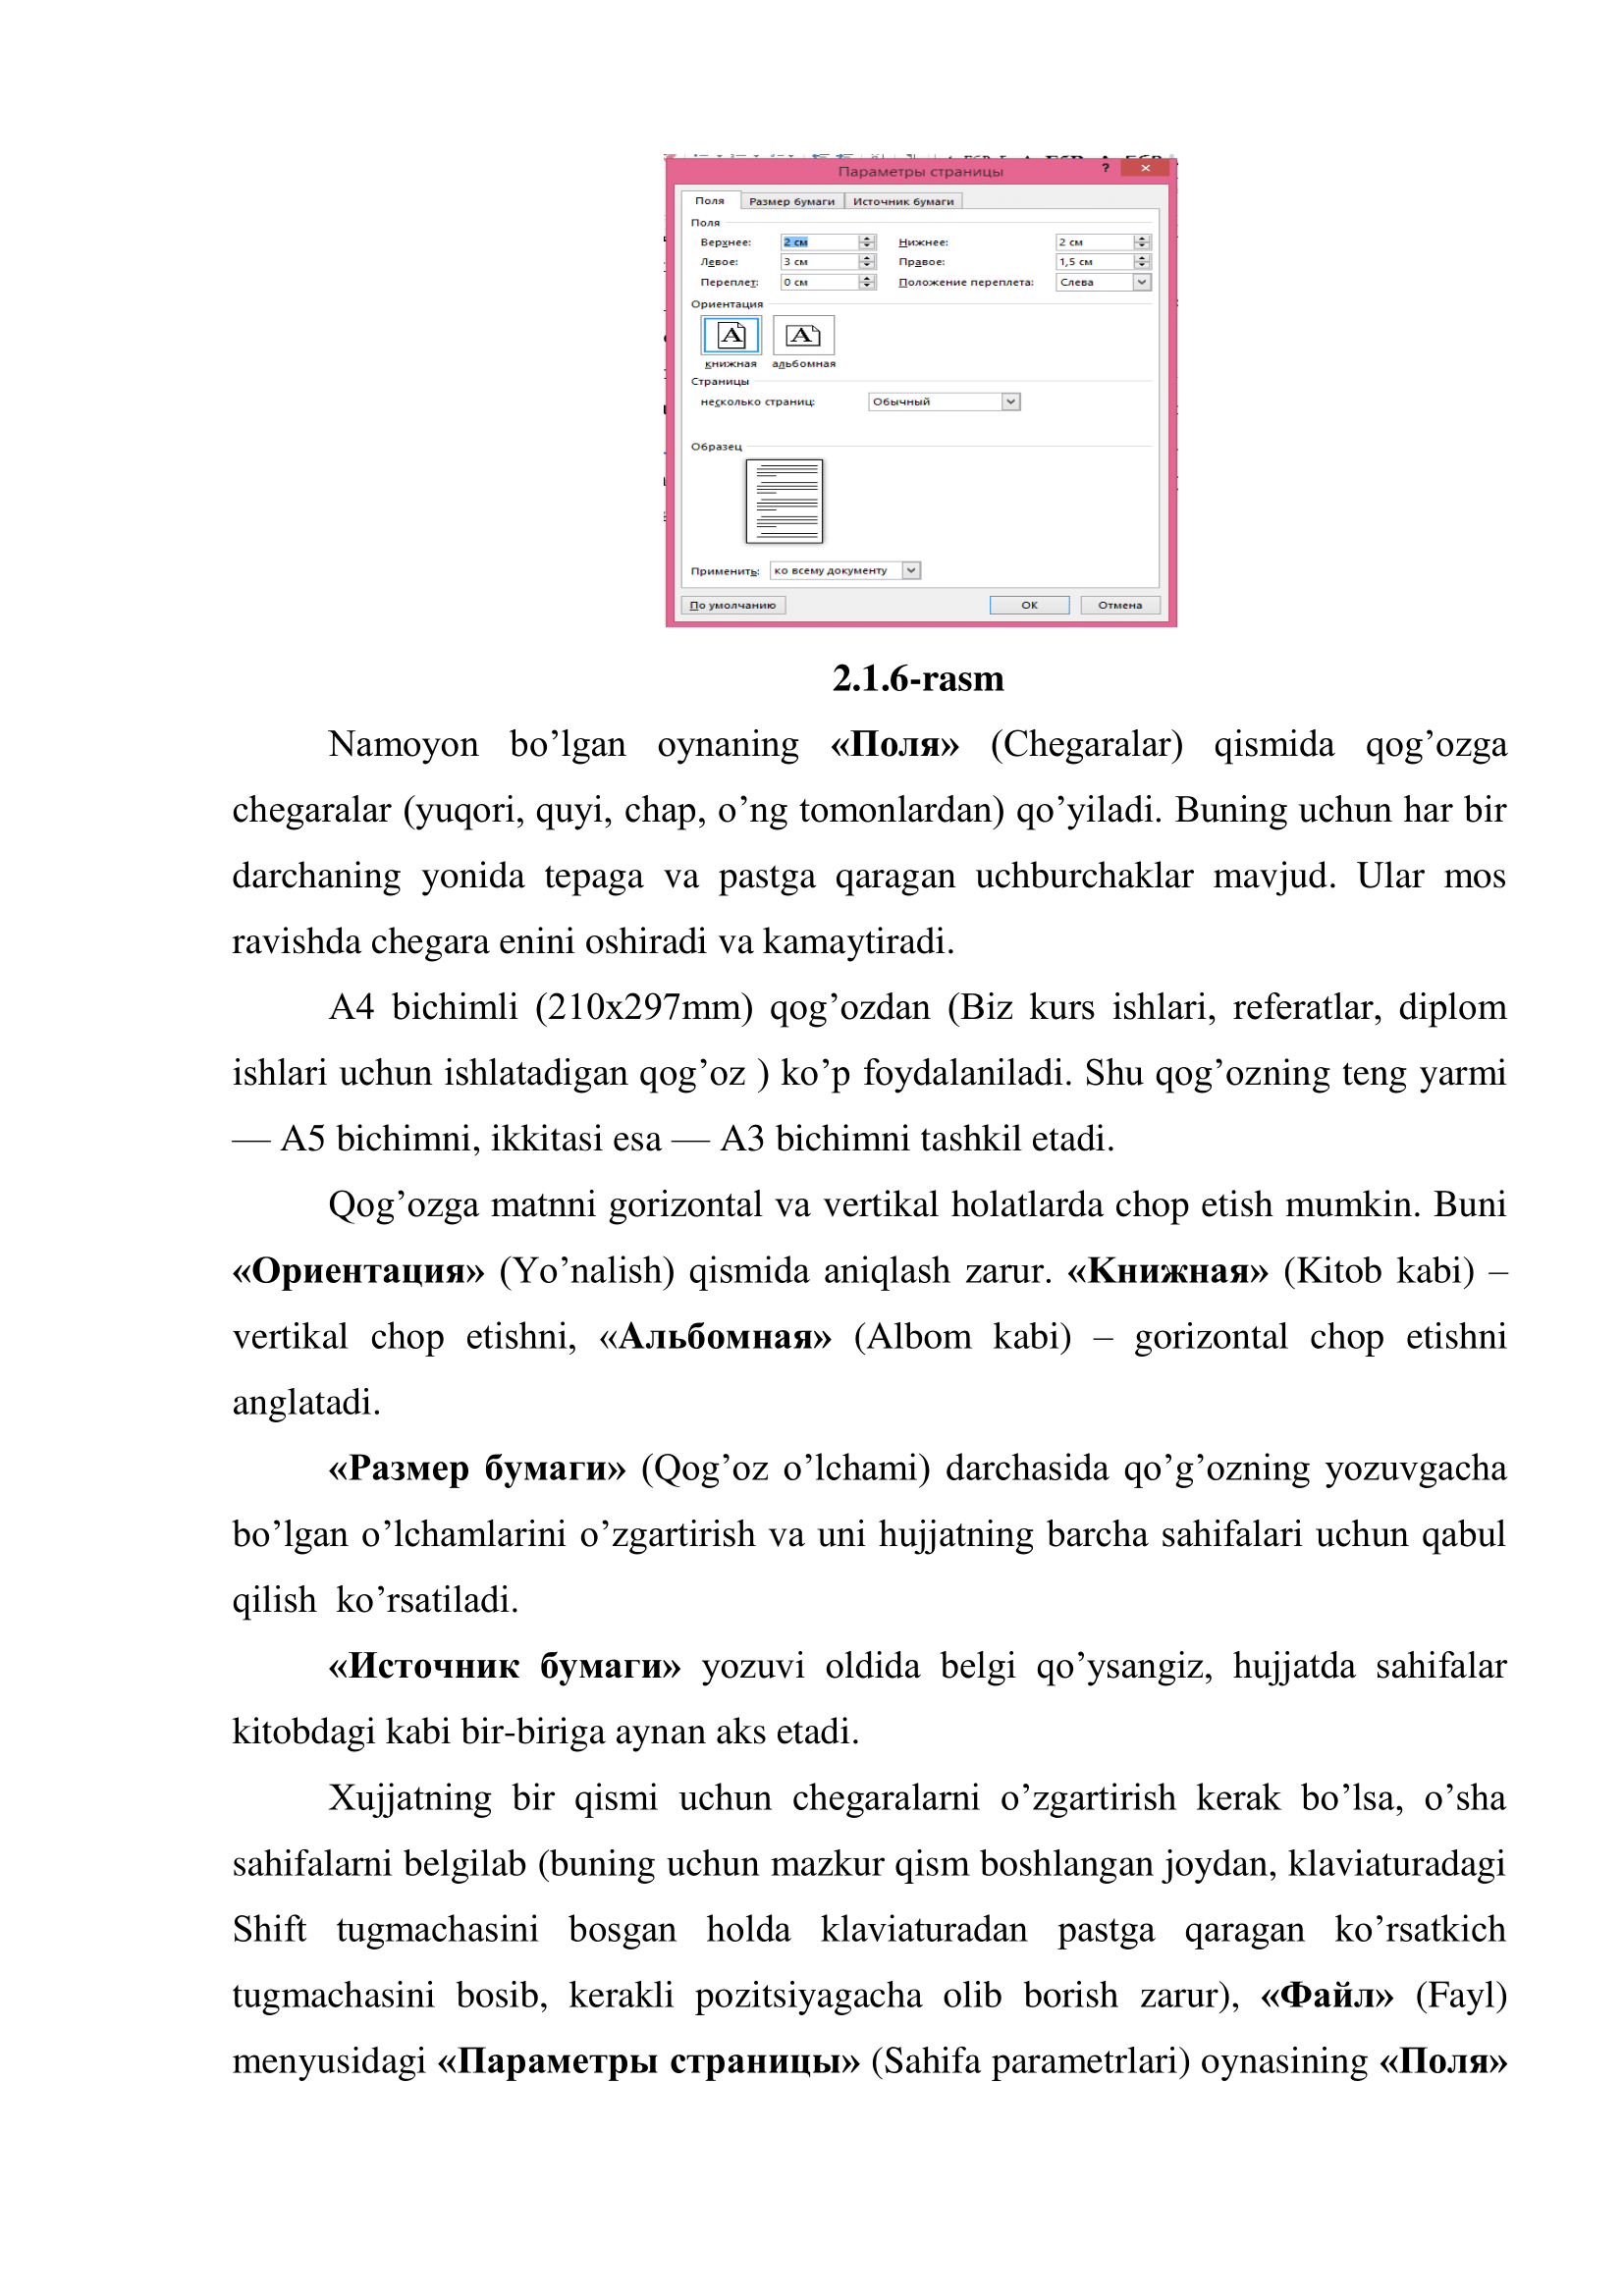 Параметры страницы ?
Поля Размер бумаги Источник бумаги
Поля
Верхнее: 2 см Нижнее: 2 см
Левое: 3 см Правое: 1,5 см
Переплет: 0 см Положение переплета: Слева
Ориентация
A A
книжная альбомная
Страницы
несколько страниц: Обычный
Образец
Применить: ко всему документу
По умолчанию ОК Отмена
2.1.6-rasm
Namoyon bo’lgan oynaning «Поля» (Chegaralar) qismida qog’ozga
chegaralar (yuqori, quyi, chap, o’ng tomonlardan) qo’yiladi. Buning uchun har bir
darchaning yonida tepaga va pastga qaragan uchburchaklar mavjud. Ular mos
ravishda chegara enini oshiradi va kamaytiradi.
A4 bichimli (210x297mm) qog’ozdan (Biz kurs ishlari, referatlar, diplom
ishlari uchun ishlatadigan qog’oz ) ko’p foydalaniladi. Shu qog’ozning teng yarmi
— A5 bichimni, ikkitasi esa — A3 bichimni tashkil etadi.
Qog’ozga matnni gorizontal va vertikal holatlarda chop etish mumkin. Buni
«Ориентация» (Yo’nalish) qismida aniqlash zarur. «Книжная» (Kitob kabi) –
vertikal chop etishni, «Альбомная» (Albom kabi) – gorizontal chop etishni
anglatadi.
«Размер бумаги» (Qog’oz o’lchami) darchasida qo’g’ozning yozuvgacha
bo’lgan o’lchamlarini o’zgartirish va uni hujjatning barcha sahifalari uchun qabul
qilish ko’rsatiladi.
«Источник бумаги» yozuvi oldida belgi qo’ysangiz, hujjatda sahifalar
kitobdagi kabi bir-biriga aynan aks etadi.
Xujjatning bir qismi uchun chegaralarni o’zgartirish kerak bo’lsa, o’sha
sahifalarni belgilab (buning uchun mazkur qism boshlangan joydan, klaviaturadagi
Shift tugmachasini bosgan holda klaviaturadan pastga qaragan ko’rsatkich
tugmachasini bosib, kerakli pozitsiyagacha olib borish zarur), «Файл» (Fayl)
menyusidagi «Параметры страницы» (Sahifa parametrlari) oynasining «Поля»